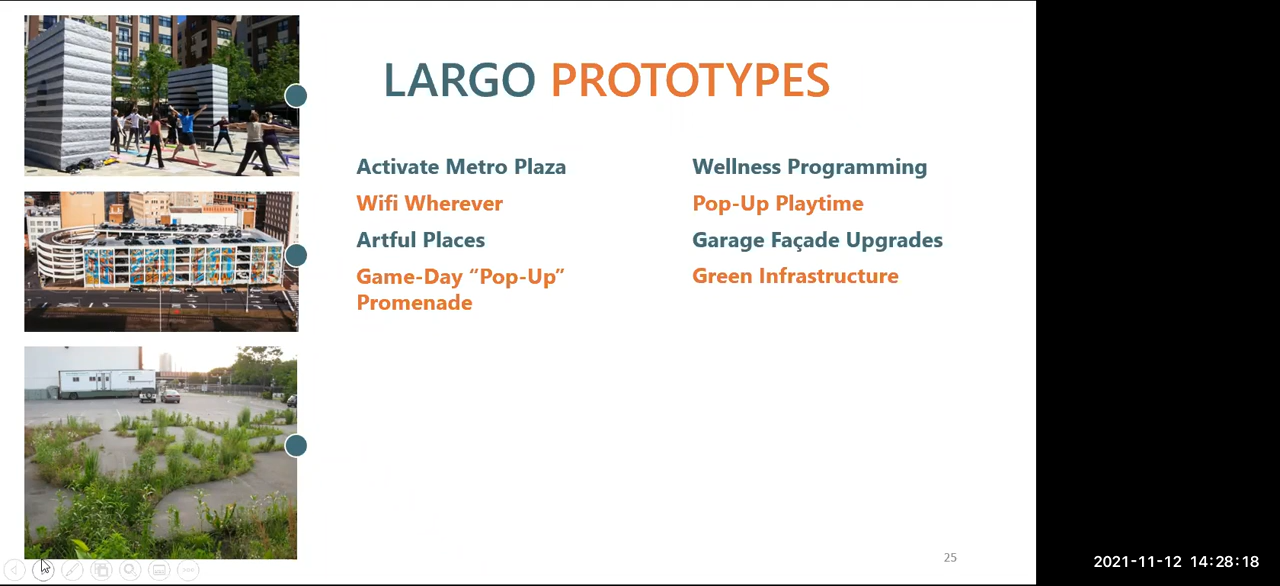 LARGO PROTOTYPES
Activate Metro Plaza
Wifi Wherever
Artful Places
Game-Day “Pop-Up”
Promenade
Wellness Programming
Pop-Up Playtime
Garage Façade Upgrades
Green Infrastructure
25
2021-11-12 14:28:18